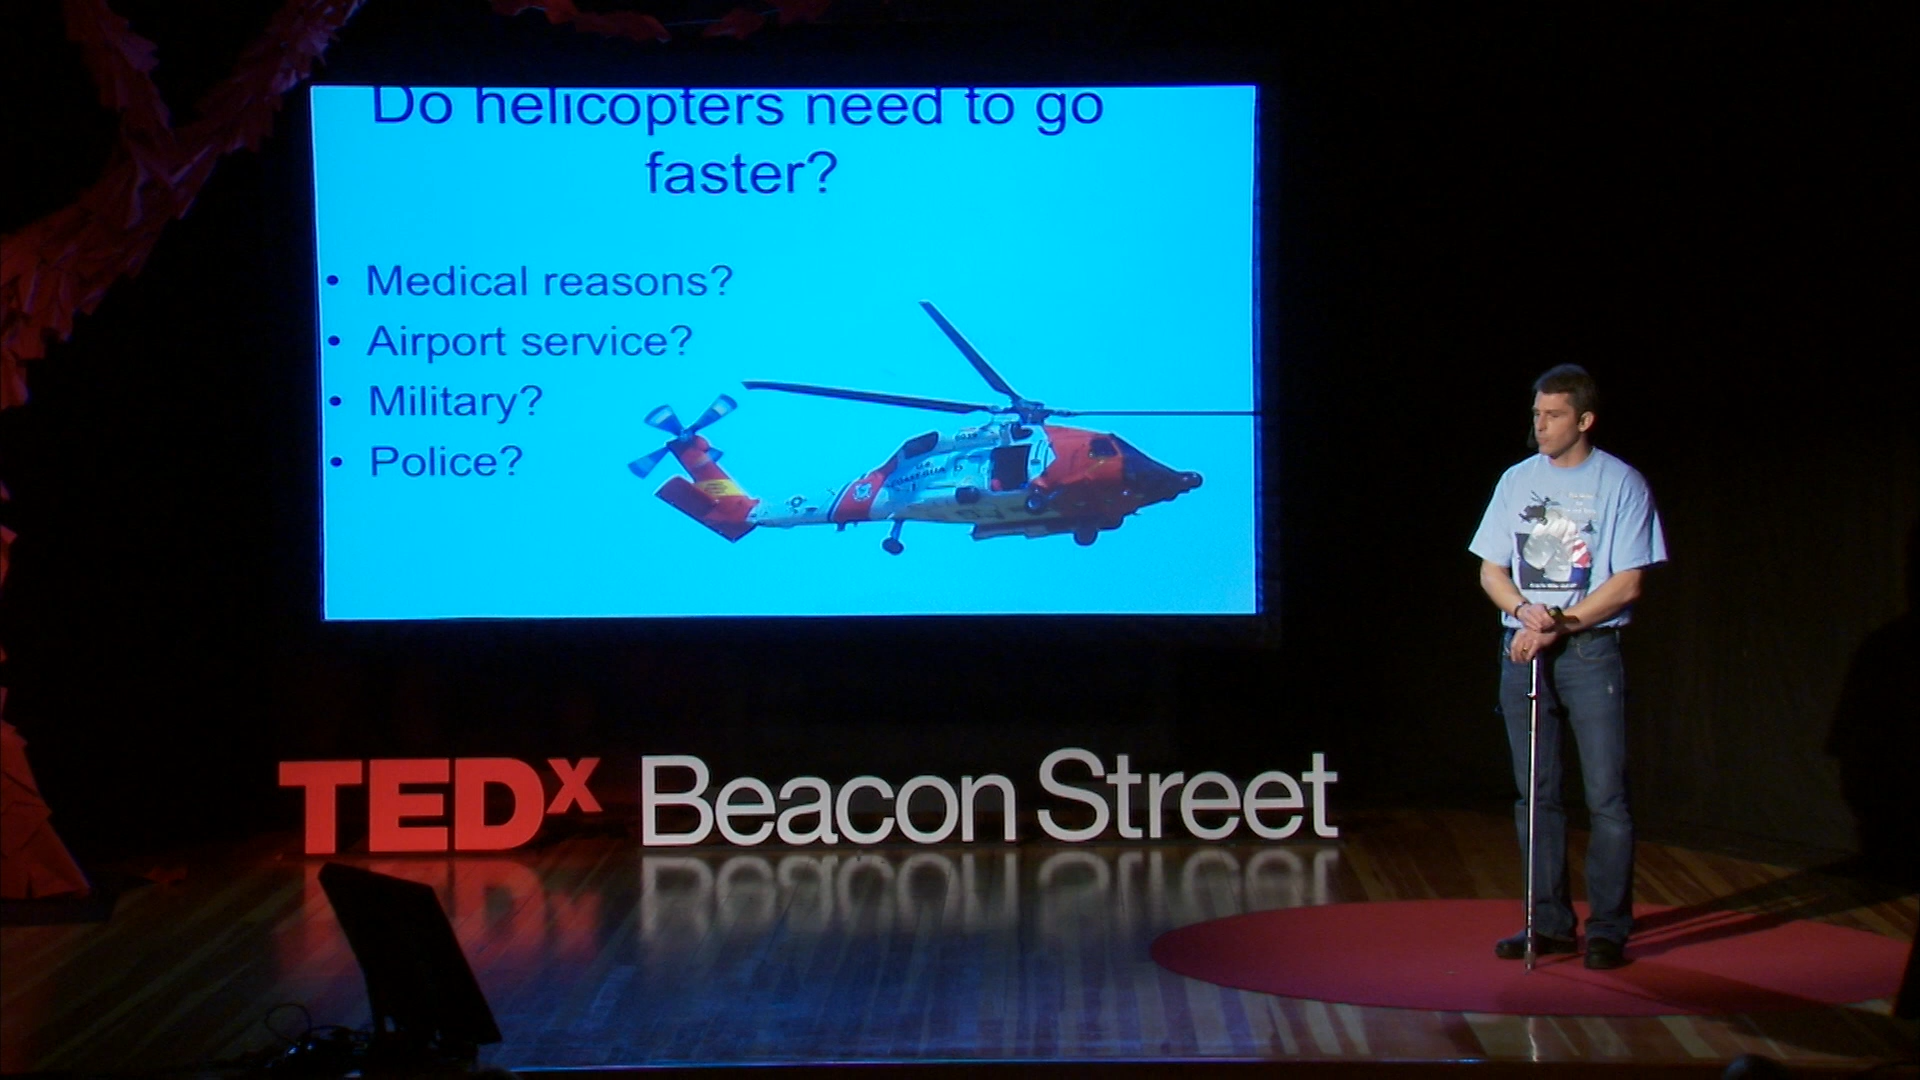 Do helicopters need to go
faster?
• Medical reasons?
• Airport service?
• Military?
• Police?
TEDx Beacon Street